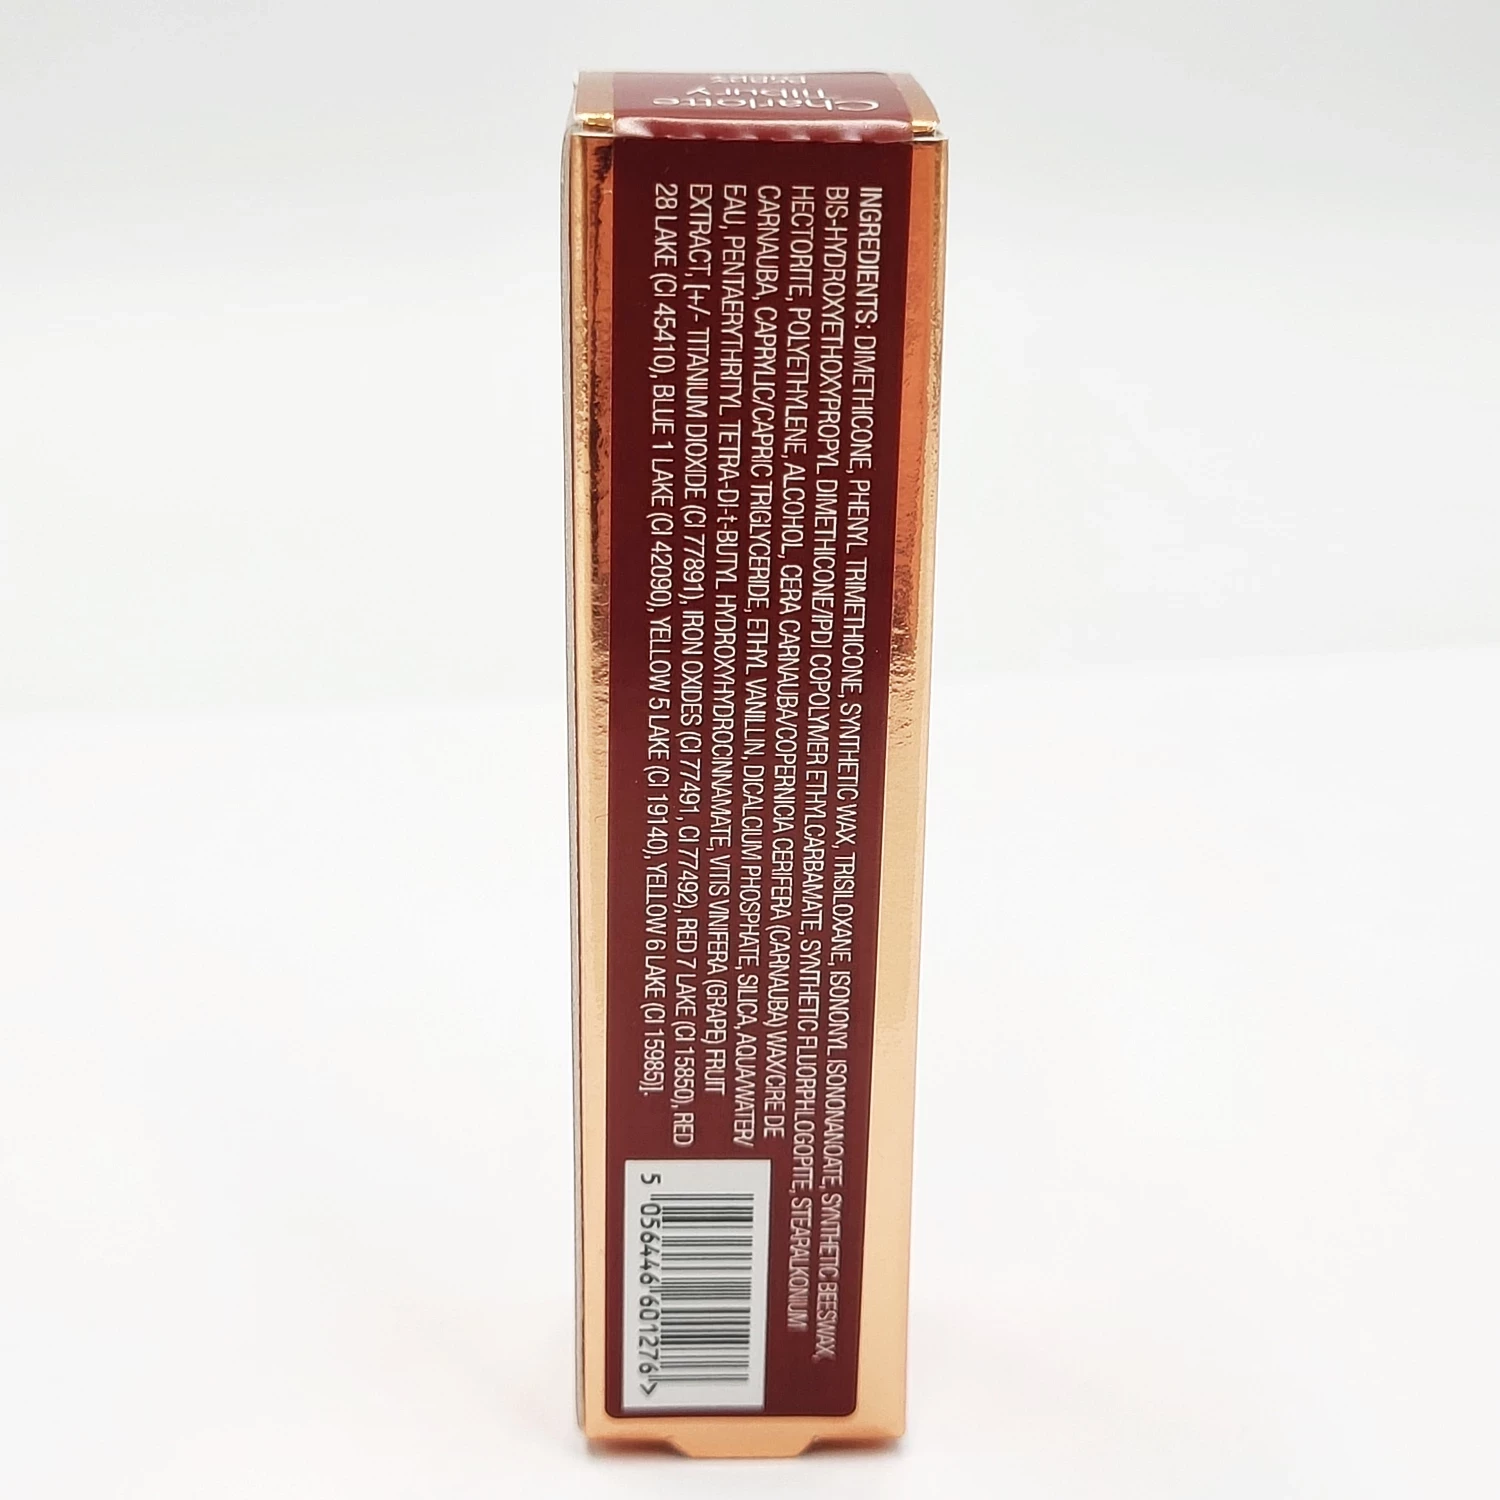 Charlotte
Tilbury
INGREDIENTS: DIMETHICONE, PHENYL TRIMETHICONE, SYNTHETIC WAX, TRISILOXANE, ISONONYL ISONONANOATE, SYNTHETIC BEESWAX,
BIS-HYDROXYETHOXYPROPYL DIMETHICONE/IPDI COPOLYMER ETHYLCARBAMATE, SYNTHETIC FLUORPHLOGOPITE, STEARALKONIUM
HECTORITE, POLYETHYLENE, ALCOHOL, CERA CARNAUBA/COPERNICIA CERIFERA (CARNAUBA) WAX/CIRE DE
CARNAUBA, CAPRYLIC/CAPRIC TRIGLYCERIDE, ETHYL VANILLIN, DICALCIUM PHOSPHATE, SILICA, AQUA/WATER/
EAU, PENTAERYTHRITYL TETRA-DI-t-BUTYL HYDROXYHYDROCINNAMATE, VITIS VINIFERA (GRAPE) FRUIT
EXTRACT, [+/- TITANIUM DIOXIDE (CI 77891), IRON OXIDES (CI 77491, CI 77492), RED 7 LAKE (CI 15850), RED
28 LAKE (CI 45410), BLUE 1 LAKE (CI 42090), YELLOW 5 LAKE (CI 19140), YELLOW 6 LAKE (CI 15985)].
5 056446 601276 >